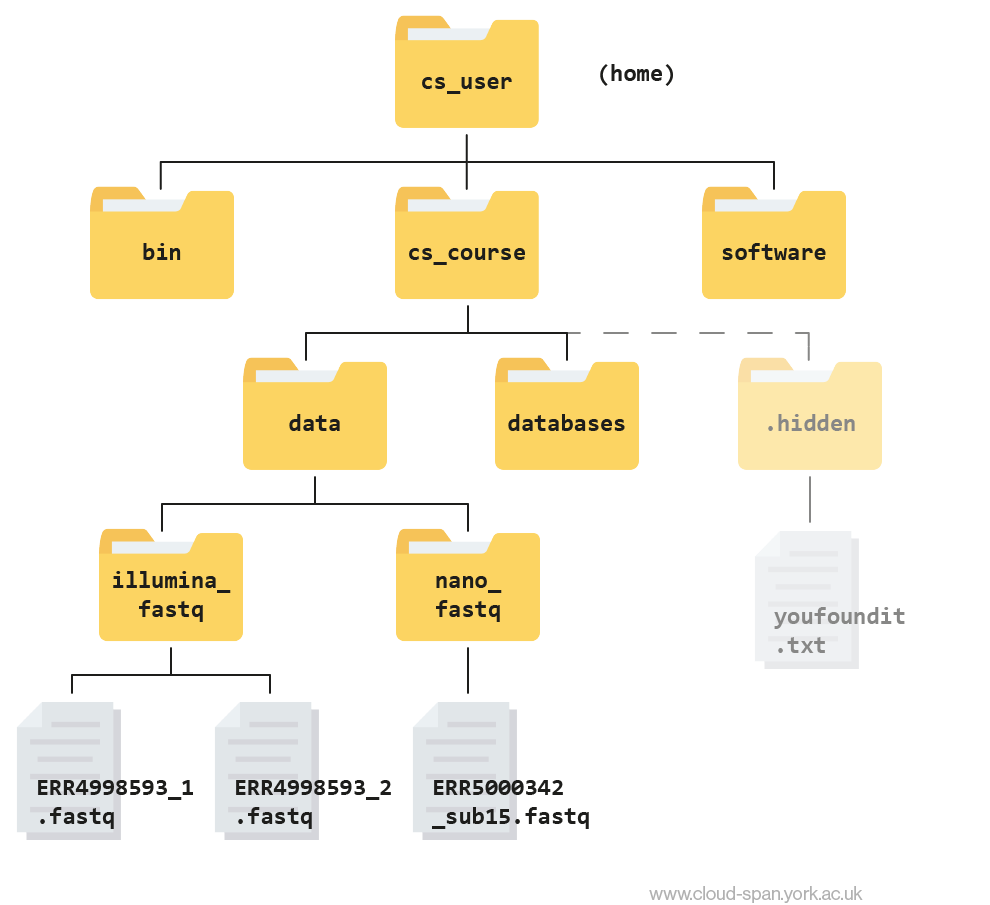 cs_user
(home)
bin
cs_course
software
data
databases
.hidden
illumina_
fastq
nano_
fastq
youfoundit
.txt
ERR4998593_1
.fastq
ERR4998593_2
.fastq
ERR5000342
_sub15.fastq
www.cloud-span.york.ac.uk